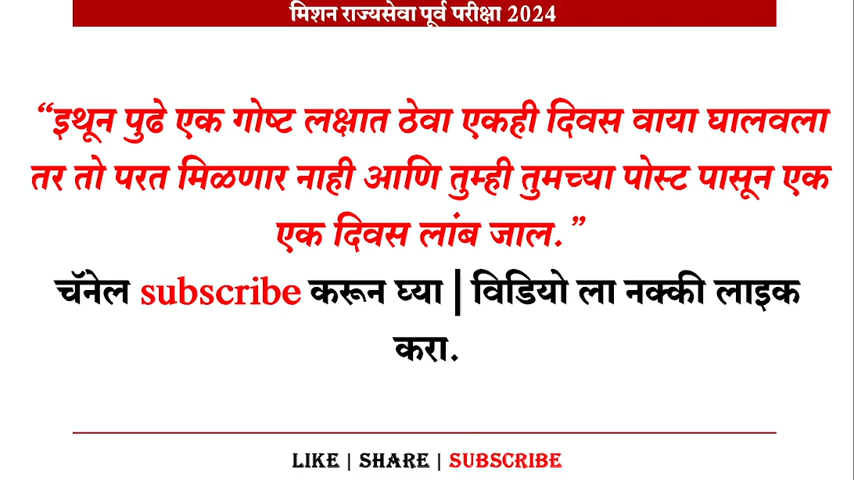 मिशन राज्यसेवा पूर्व परीक्षा 2024
“इथून पुढे एक गोष्ट लक्षात ठेवा एकही दिवस वाया घालवला
तर तो परत मिळणार नाही आणि तुम्ही तुमच्या पोस्ट पासून एक
एक दिवस लांब जाल.”
चॅनेल subscribe करून घ्या | विडियो ला नक्की लाइक
करा.
LIKE | SHARE | SUBSCRIBE